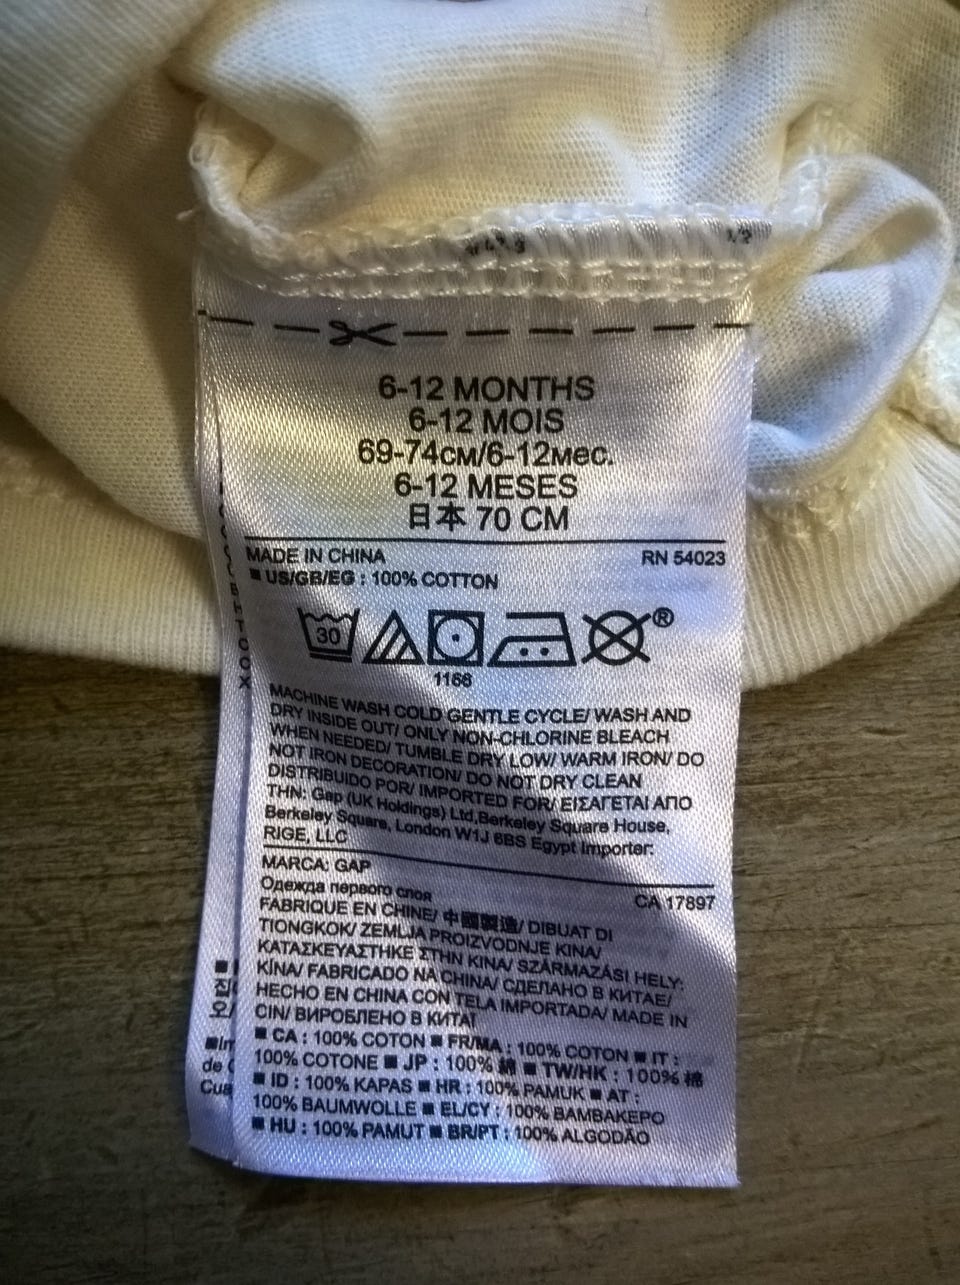 6-12 MONTHS
6-12 MOIS
69-74см/6-12мес.
6-12 MESES
日本 70 CM
MADE IN CHINA RN 54023
■ US/GB/EG : 100% COTTON
30
®
1166
MACHINE WASH COLD GENTLE CYCLE/ WASH AND
DRY INSIDE OUT/ ONLY NON-CHLORINE BLEACH
WHEN NEEDED/ TUMBLE DRY LOW/ WARM IRON/ DO
NOT IRON DECORATION/ DO NOT DRY CLEAN
DISTRIBUIDO POR/ IMPORTED FOR/ ΕΙΣΑΓΕΤΑΙ ΑΠΟ
THN: Gap (UK Holdings) Ltd,Berkeley Square House,
Berkeley Square, London W1J 6BS Egypt Importer:
RIGE, LLC
MARCA: GAP
Одежда первого слоя CA 17897
FABRIQUE EN CHINE/ 中國製造/ DIBUAT DI
TIONGKOK/ ZEMLJA PROIZVODNJE KINA/
ΚΑΤΑΣΚΕΥΑΣΤΗΚΕ ΣΤΗΝ ΚΙΝΑ/ SZÁRMAZÁSI HELY:
KÍNA/ FABRICADO NA CHINA/ СДЕЛАНО В КИТАЕ/
HECHO EN CHINA CON TELA IMPORTADA/ MADE IN
CIN/ ВИРОБЛЕНО В КИТАЇ
■ CA : 100% COTON ■ FR/MA : 100% COTON ■ IT :
100% COTONE ■ JP : 100% 綿 ■ TW/HK : 100% 棉
■ ID : 100% KAPAS ■ HR : 100% PAMUK ■ AT :
100% BAUMWOLLE ■ EL/CY : 100% ΒΑΜΒΑΚΕΡΟ
■ HU : 100% PAMUT ■ BR/PT : 100% ALGODÃO
de